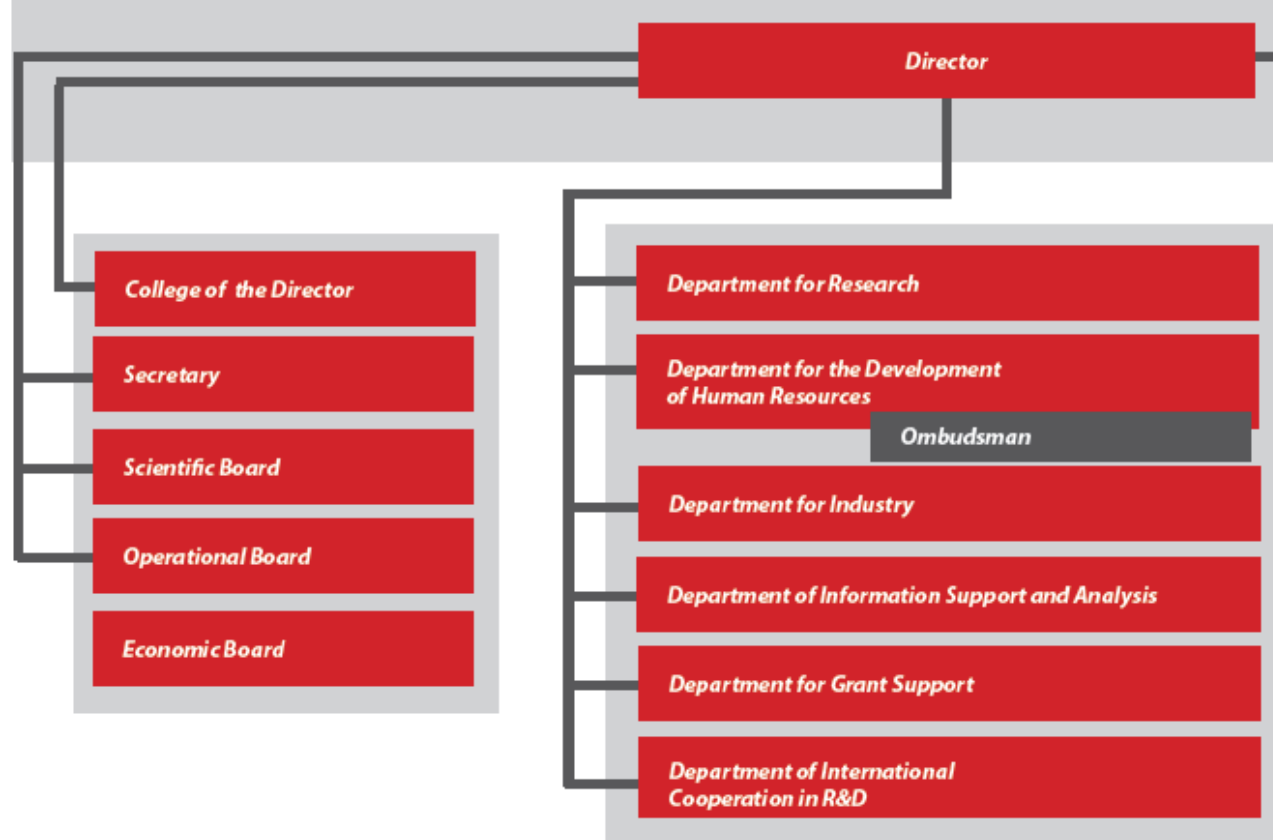 Director
College of the Director
Secretary
Scientific Board
Operational Board
Economic Board
Department for Research
Department for the Development
of Human Resources
Ombudsman
Department for Industry
Department of Information Support and Analysis
Department for Grant Support
Department of International
Cooperation in R&D